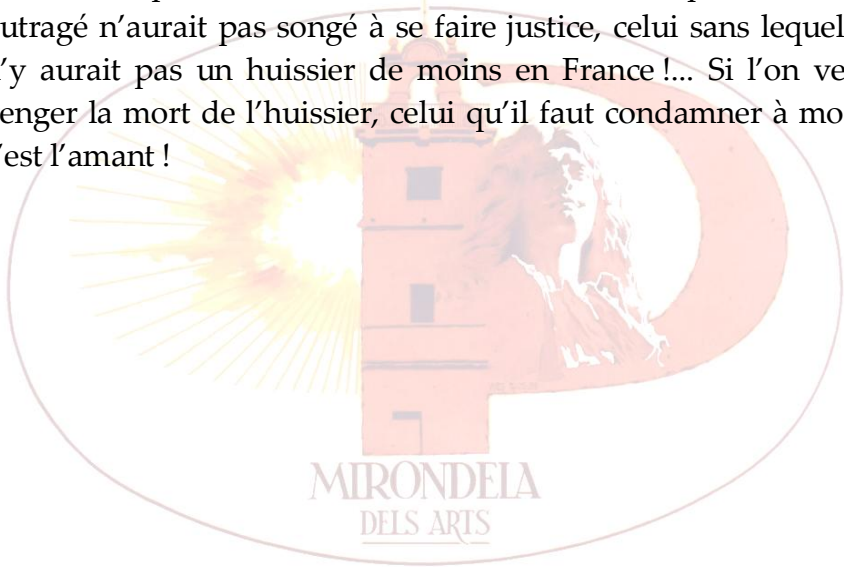 utragé n’aurait pas songé à se faire justice, celui sans lequel
’y aurait pas un huissier de moins en France !... Si l’on ve
enger la mort de l’huissier, celui qu’il faut condamner à mo
’est l’amant !
MIRONDELA
DELS ARTS